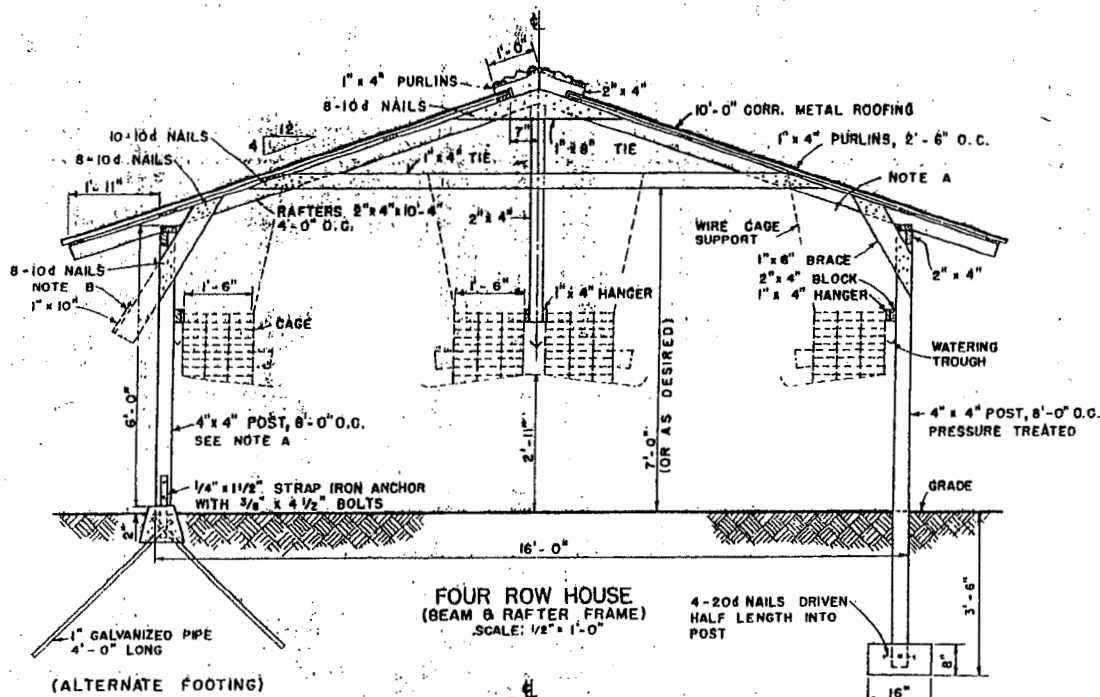 ℄
1'-0"
1" x 4" PURLINS
2" x 4"
8-10d NAILS
10'-0" CORR. METAL ROOFING
10-10d NAILS
12
4
7"
1" x 4" PURLINS, 2'-6" O.C.
8-10d NAILS
1" x 4" TIE
1" x 8" TIE
1'-11"
NOTE A
RAFTERS 2" x 4" x 10'-4"
4'-0" O.C.
2" x 4"
WIRE CAGE
SUPPORT
8-10d NAILS
NOTE B
1" x 10"
1" x 6" BRACE
2" x 4" BLOCK
1" x 4" HANGER
2" x 4"
1'-6"
1'-6"
1" x 4" HANGER
CAGE
WATERING
TROUGH
6'-0"
4" x 4" POST, 8'-0" O.C.
SEE NOTE A
2'-11"
7'-0"
(OR AS DESIRED)
4" x 4" POST, 8'-0" O.C.
PRESSURE TREATED
1/4" x 1 1/2" STRAP IRON ANCHOR
WITH 3/8" x 4 1/2" BOLTS
GRADE
2"
16'-0"
FOUR ROW HOUSE
(BEAM & RAFTER FRAME)
SCALE: 1/2" = 1'-0"
4-20d NAILS DRIVEN
HALF LENGTH INTO
POST
3'-6"
8"
1" GALVANIZED PIPE
4'-0" LONG
(ALTERNATE FOOTING)
℄
16"